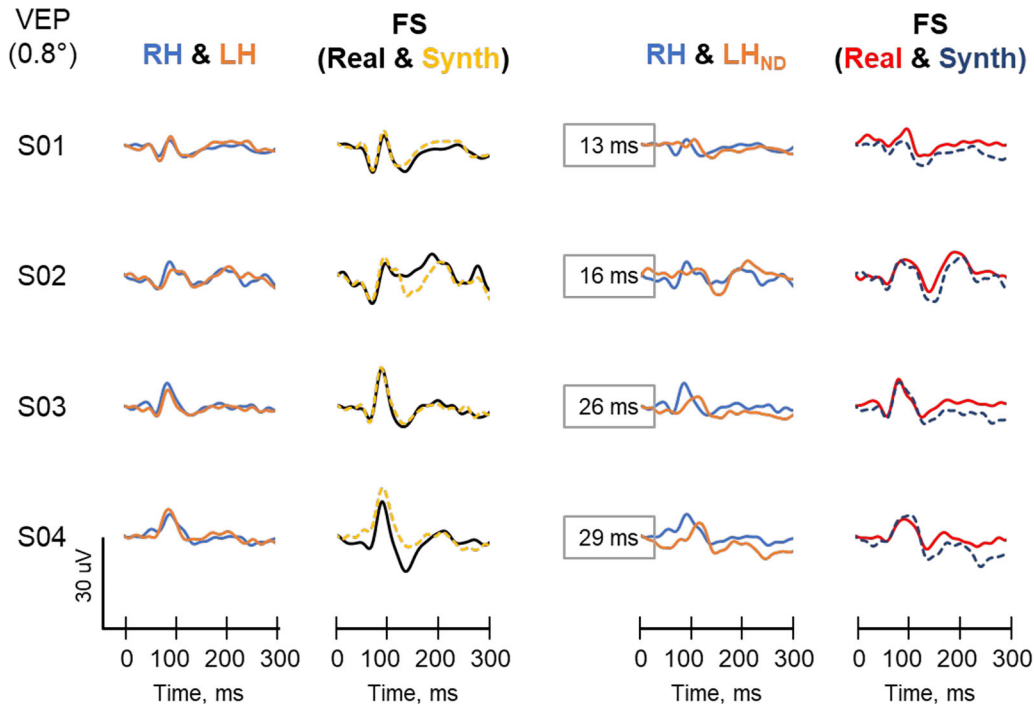 VEP
(0.8°)
RH & LH
FS
(Real & Synth)
RH & LHND
FS
(Real & Synth)
S01
13 ms
S02
16 ms
S03
26 ms
S04
29 ms
30 uV
0 100 200 300
0 100 200 300
0 100 200 300
0 100 200 300
Time, ms
Time, ms
Time, ms
Time, ms